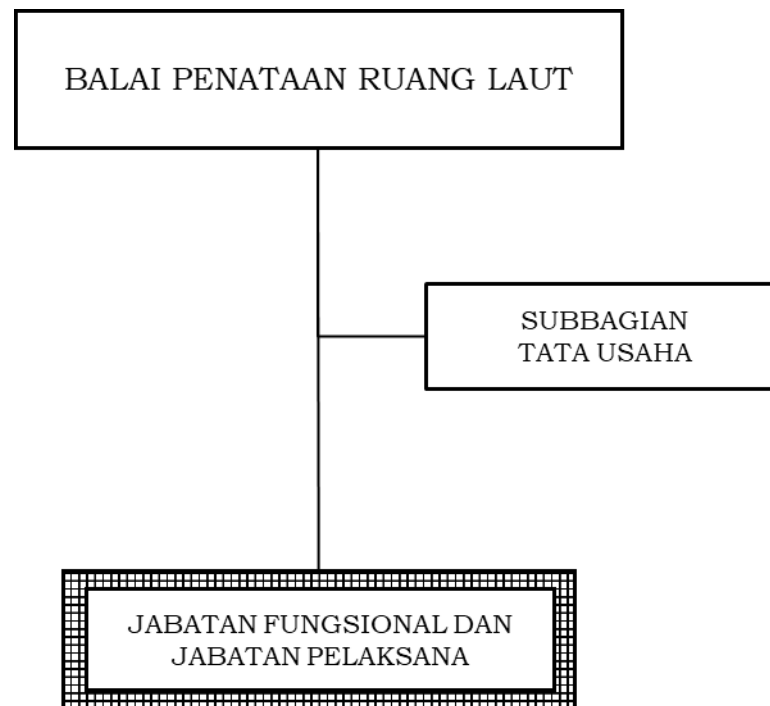 BALAI PENATAAN RUANG LAUT
SUBBAGIAN
TATA USAHA
JABATAN FUNGSIONAL DAN
JABATAN PELAKSANA